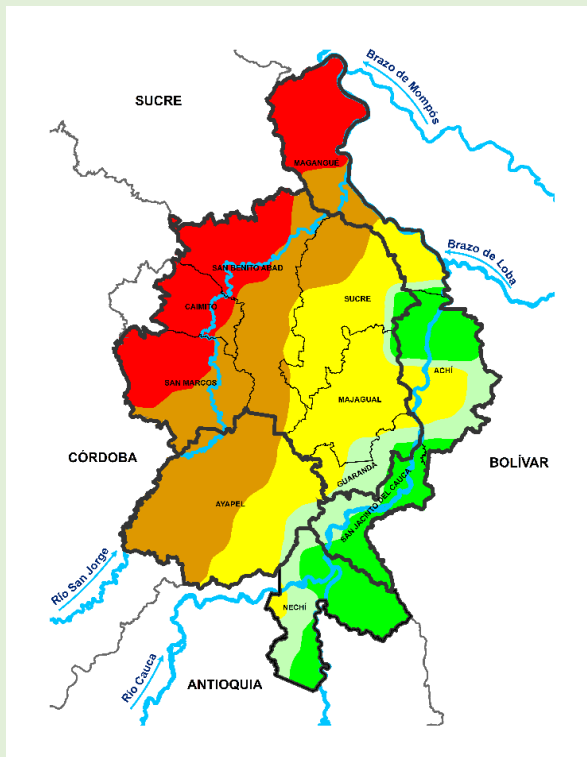 SUCRE
Brazo de Mompós
MAGANGUÉ
Brazo de Loba
SAN BENITO ABAD
SUCRE
CAIMITO
ACHÍ
SAN MARCOS
MAJAGUAL
CÓRDOBA
BOLÍVAR
GUARANDA
AYAPEL
SAN JACINTO DEL CAUCA
Río San Jorge
NECHÍ
Río Cauca
ANTIOQUIA